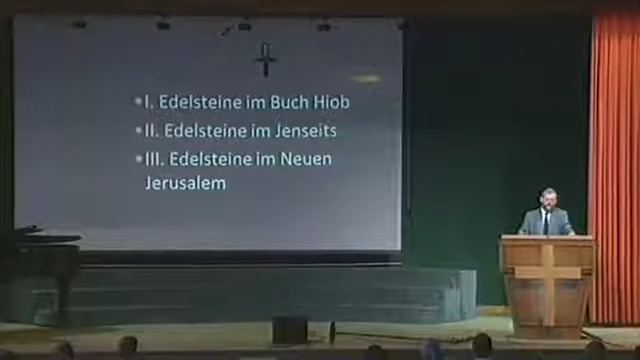 •I. Edelsteine im Buch Hiob
•II. Edelsteine im Jenseits
•III. Edelsteine im Neuen
Jerusalem